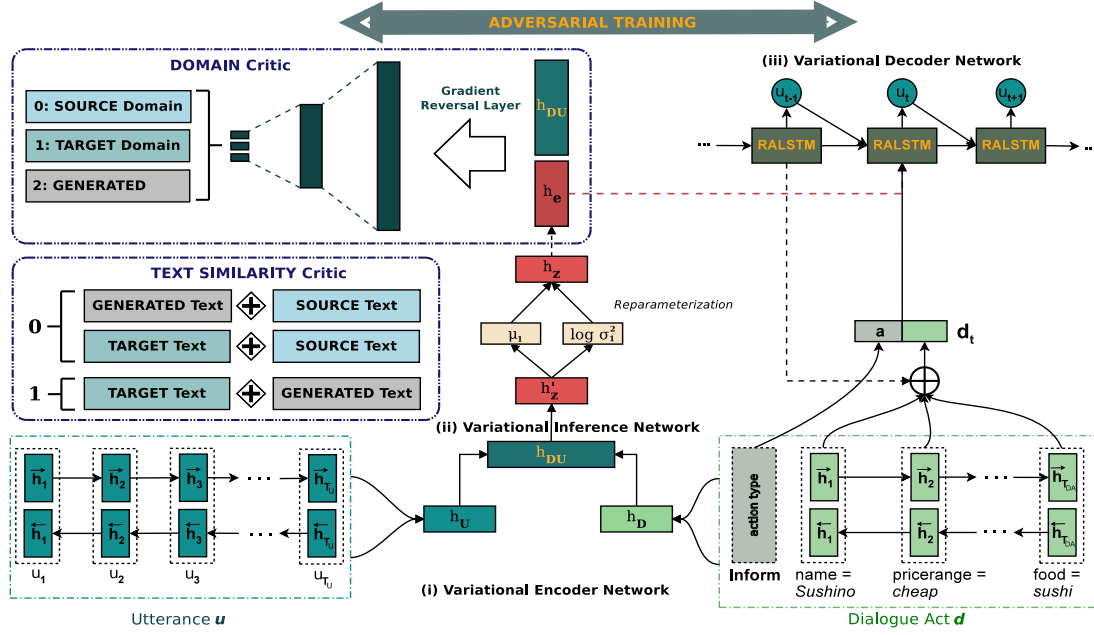 ADVERSARIAL TRAINING
DOMAIN Critic
0: SOURCE Domain
1: TARGET Domain
2: GENERATED
Gradient
Reversal Layer
h_DU
h_e
(iii) Variational Decoder Network
u_t-1
u_t
u_t+1
... RALSTM RALSTM RALSTM ...
TEXT SIMILARITY Critic
0
GENERATED Text + SOURCE Text
TARGET Text + SOURCE Text
1
TARGET Text + GENERATED Text
h_z
Reparameterization
μ_1
log σ_1^2
h_z'
a
d_t
(ii) Variational Inference Network
h_DU
h_U
h_D
(i) Variational Encoder Network
h_1 h_2 h_3 ... h_T_U
h_1 h_2 h_3 ... h_T_U
u_1 u_2 u_3 u_T_U
Utterance u
action type
Inform
h_1 h_2 ... h_T_DA
h_1 h_2 ... h_T_DA
name =
Sushino
pricerange =
cheap
food =
sushi
Dialogue Act d